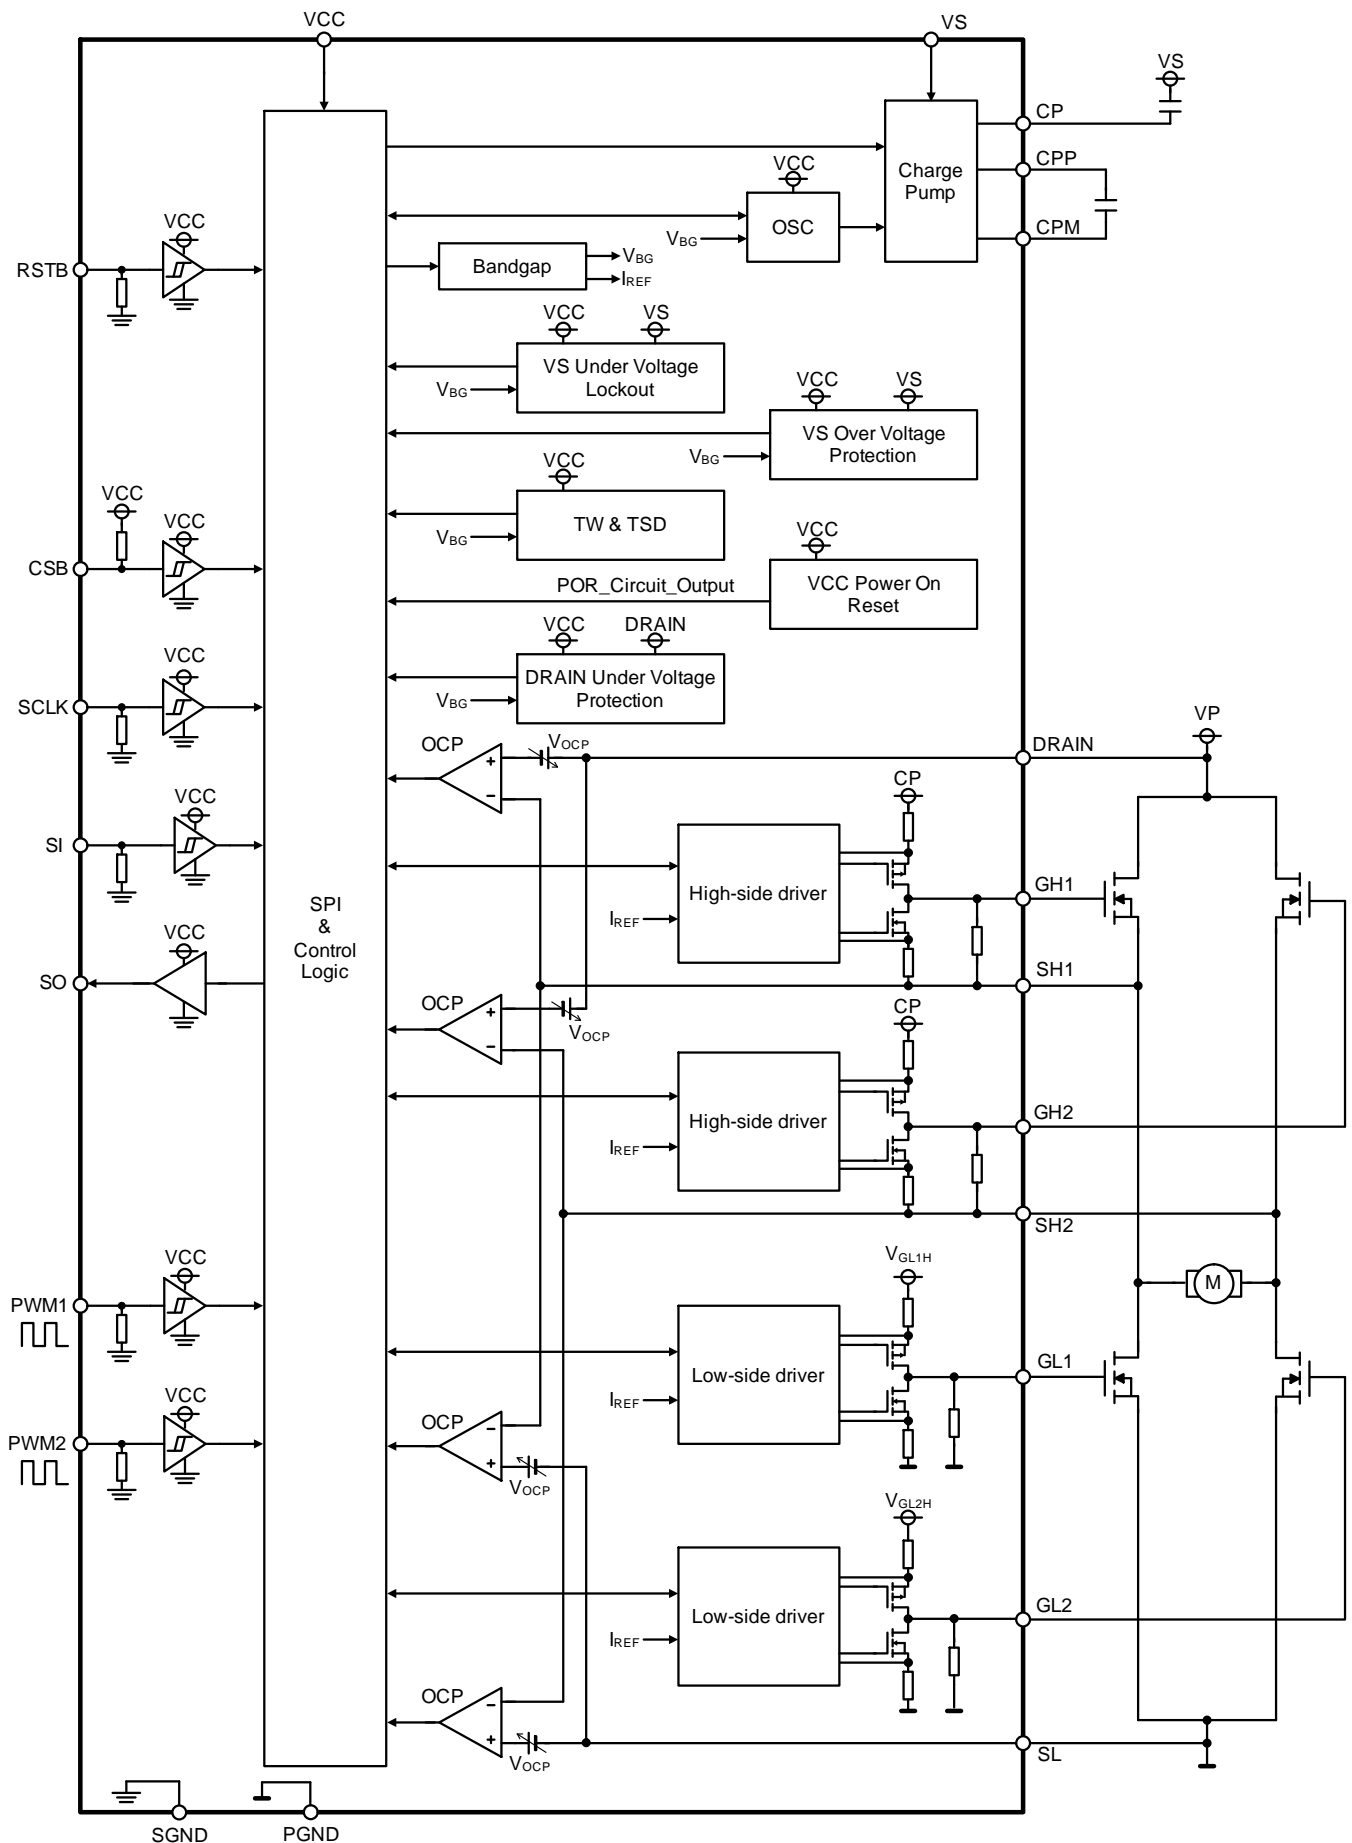 VCC
VS
VS
CP
CPP
CPM
Charge
Pump
VCC
OSC
VBG
Bandgap
VBG
IREF
VCC
RSTB
VCC
VS
VS Under Voltage
Lockout
VBG
VCC
VS
VS Over Voltage
Protection
VBG
VCC
TW & TSD
VBG
VCC
VCC
CSB
VCC
VCC Power On
Reset
POR_Circuit_Output
VCC
DRAIN
DRAIN Under Voltage
Protection
VBG
VCC
SCLK
OCP
VOCP
+
−
DRAIN
VP
VCC
SI
CP
High-side driver
IREF
GH1
SH1
SPI
&
Control
Logic
VCC
SO
OCP
+
−
VOCP
CP
High-side driver
IREF
GH2
SH2
M
VCC
PWM1
VGL1H
Low-side driver
IREF
GL1
VCC
PWM2
OCP
−
+
VOCP
VGL2H
Low-side driver
IREF
GL2
OCP
−
+
VOCP
SL
SGND
PGND